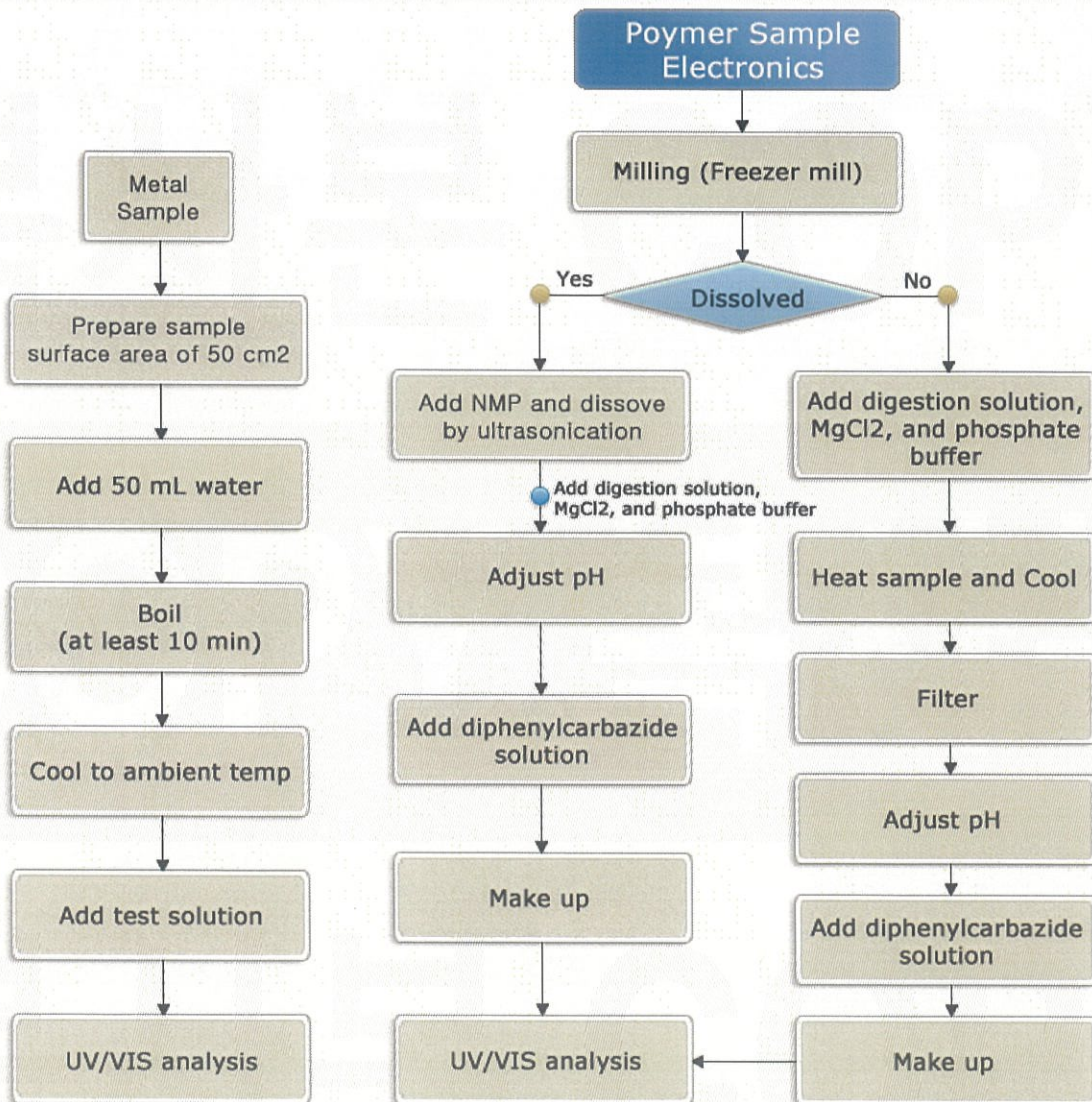 Metal
Sample
Prepare sample
surface area of 50 cm2
Add 50 mL water
Boil
(at least 10 min)
Cool to ambient temp
Add test solution
UV/VIS analysis
Poymer Sample
Electronics
Milling (Freezer mill)
Dissolved
Yes
No
Add NMP and dissove
by ultrasonication
Add digestion solution,
MgCl2, and phosphate buffer
Adjust pH
Add diphenylcarbazide
solution
Make up
UV/VIS analysis
Add digestion solution,
MgCl2, and phosphate
buffer
Heat sample and Cool
Filter
Adjust pH
Add diphenylcarbazide
solution
Make up